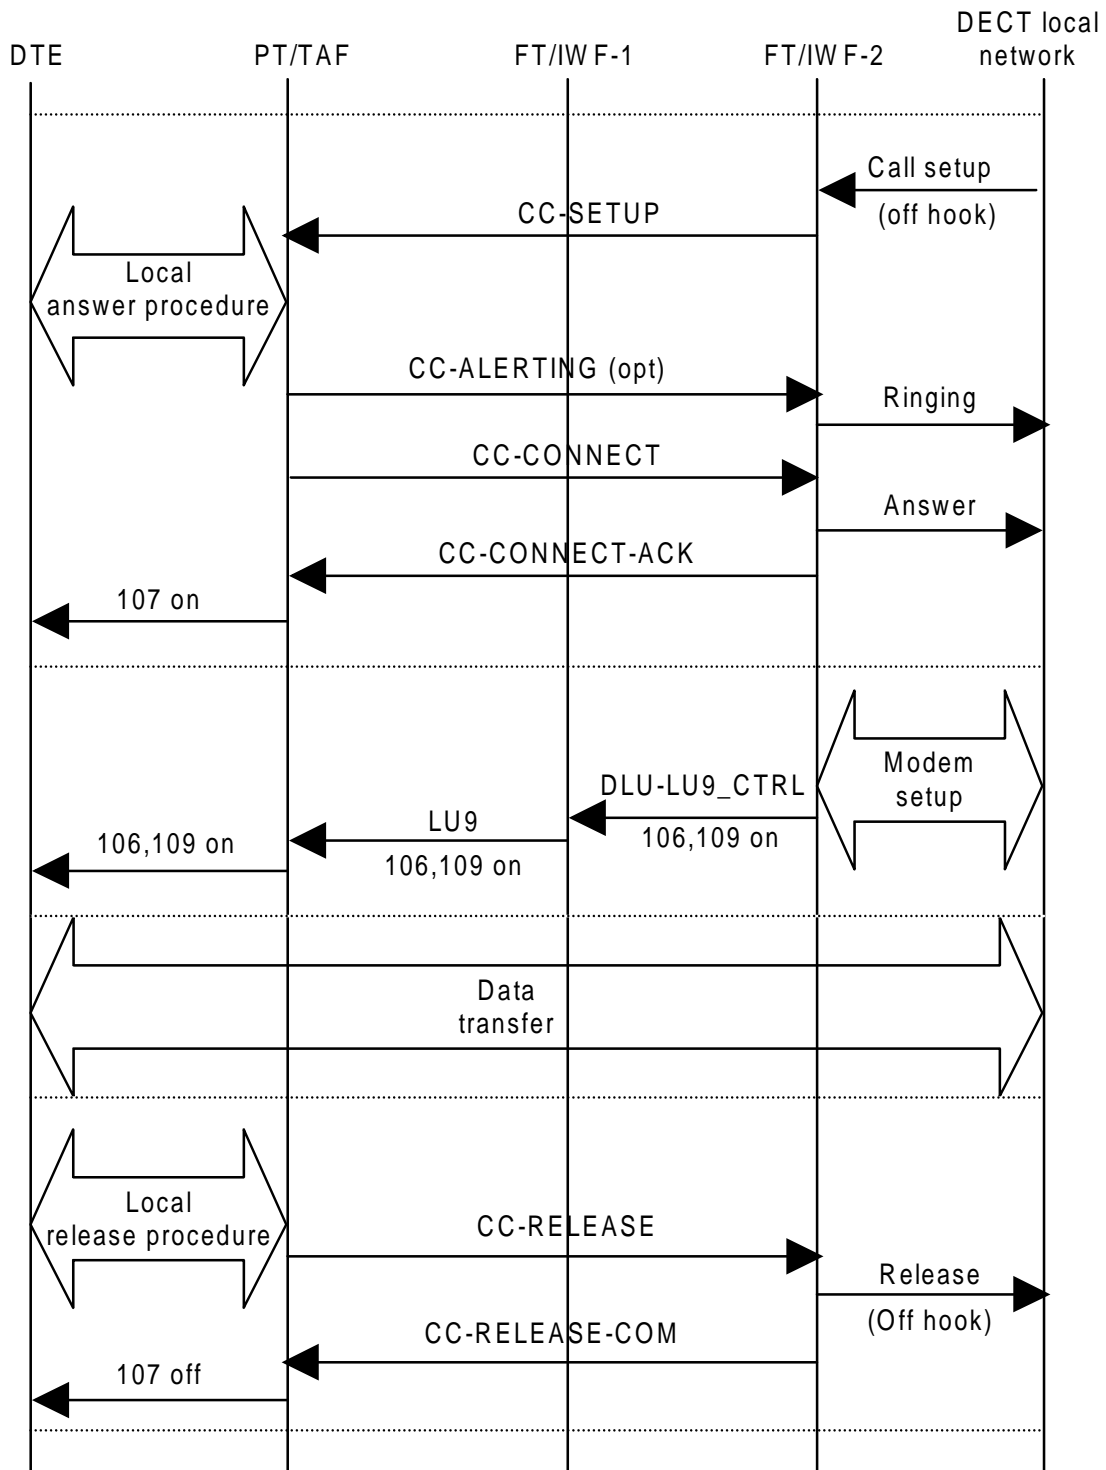 DECT local
network
DTE
PT/TAF
FT/IWF-1
FT/IWF-2
Call setup
(off hook)
CC-SETUP
Local
answer procedure
CC-ALERTING (opt)
Ringing
CC-CONNECT
Answer
CC-CONNECT-ACK
107 on
Modem
setup
DLU-LU9_CTRL
106,109 on
LU9
106,109 on
106,109 on
Data
transfer
Local
release procedure
CC-RELEASE
Release
(Off hook)
CC-RELEASE-COM
107 off